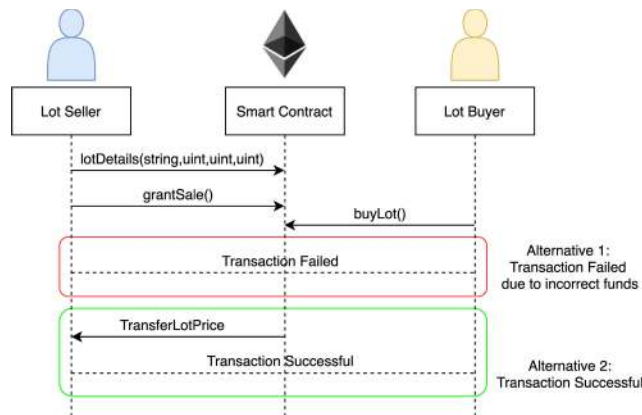 Lot Seller
Smart Contract
Lot Buyer
lotDetails(string,uint,uint,uint)
grantSale()
buyLot()
Transaction Failed
Alternative 1:
Transaction Failed
due to incorrect funds
TransferLotPrice
Transaction Successful
Alternative 2:
Transaction Successful